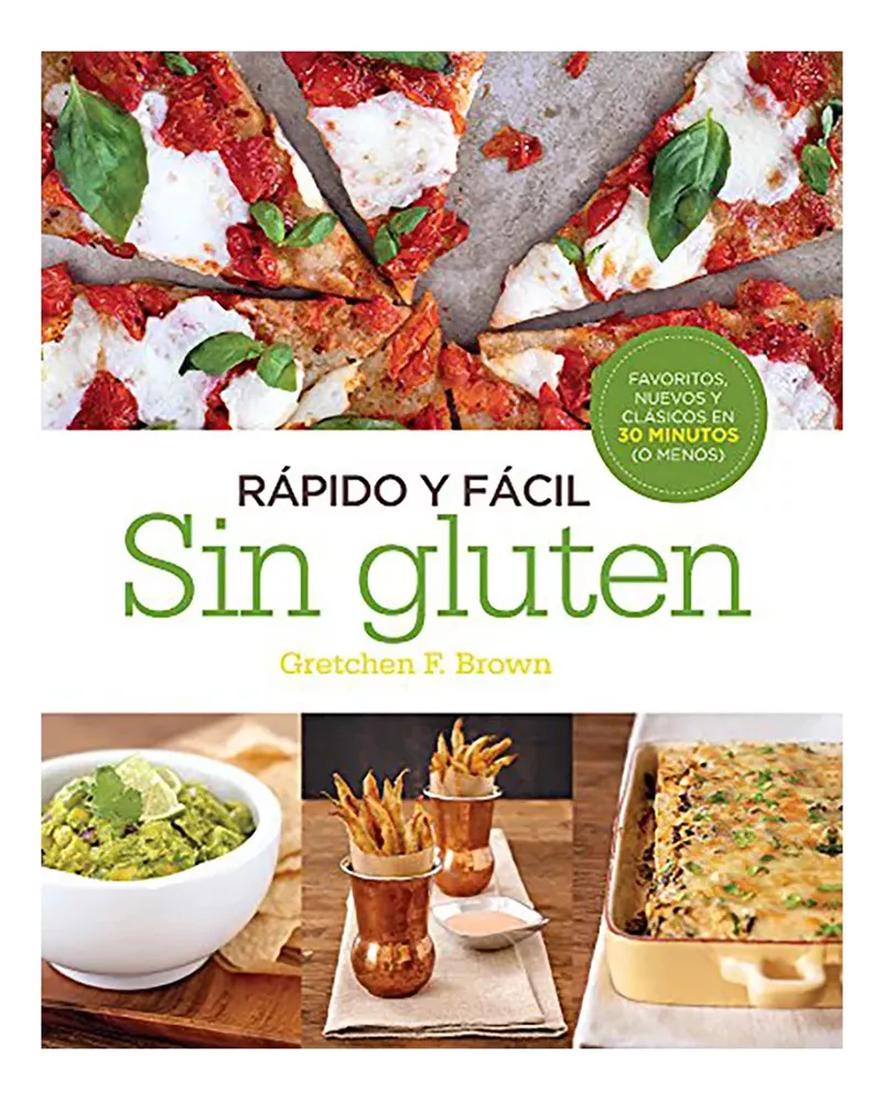 FAVORITOS,
NUEVOS Y
CLÁSICOS EN
30 MINUTOS
(O MENOS)
RÁPIDO Y FÁCIL
Sin gluten
Gretchen F. Brown